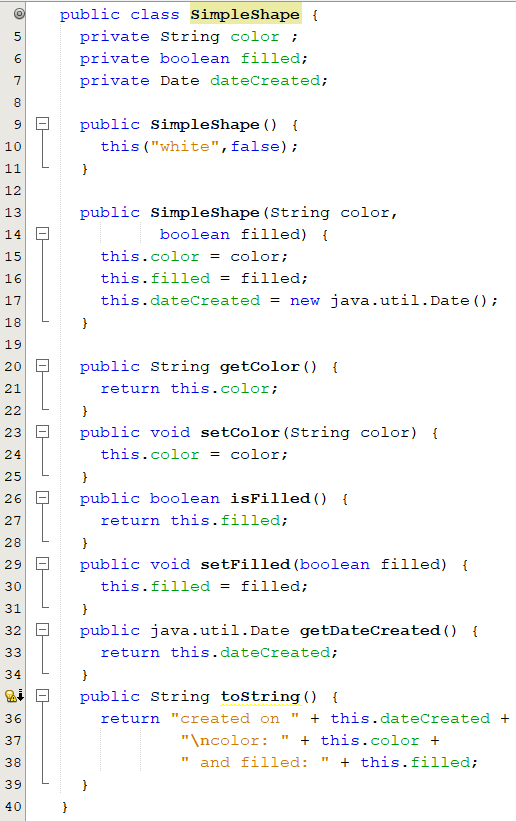 public class SimpleShape {
5 private String color ;
6 private boolean filled;
7 private Date dateCreated;
8
9 public SimpleShape() {
10 this("white",false);
11 }
12
13 public SimpleShape(String color,
14 boolean filled) {
15 this.color = color;
16 this.filled = filled;
17 this.dateCreated = new java.util.Date();
18 }
19
20 public String getColor() {
21 return this.color;
22 }
23 public void setColor(String color) {
24 this.color = color;
25 }
26 public boolean isFilled() {
27 return this.filled;
28 }
29 public void setFilled(boolean filled) {
30 this.filled = filled;
31 }
32 public java.util.Date getDateCreated() {
33 return this.dateCreated;
34 }
public String toString() {
36 return "created on " + this.dateCreated +
37 "\ncolor: " + this.color +
38 " and filled: " + this.filled;
39 }
40 }